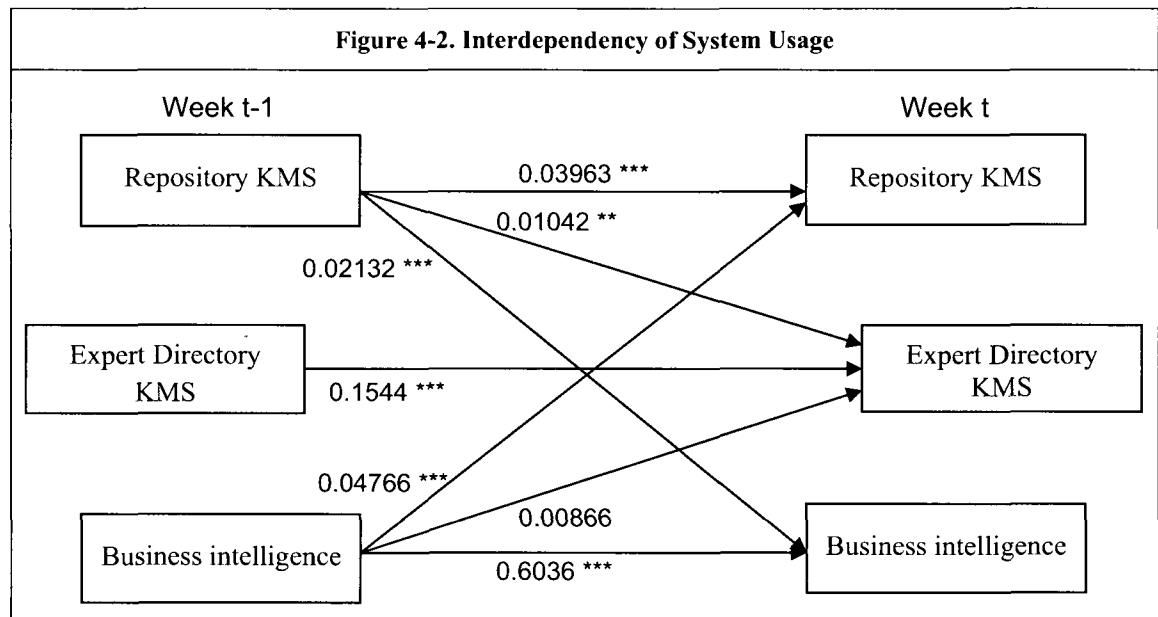 Figure 4-2. Interdependency of System Usage
Week t-1
Week t
Repository KMS
0.03963 ***
Repository KMS
0.01042 **
0.02132 ***
Expert Directory
KMS
Expert Directory
KMS
0.1544 ***
0.04766 ***
0.00866
Business intelligence
Business intelligence
0.6036 ***